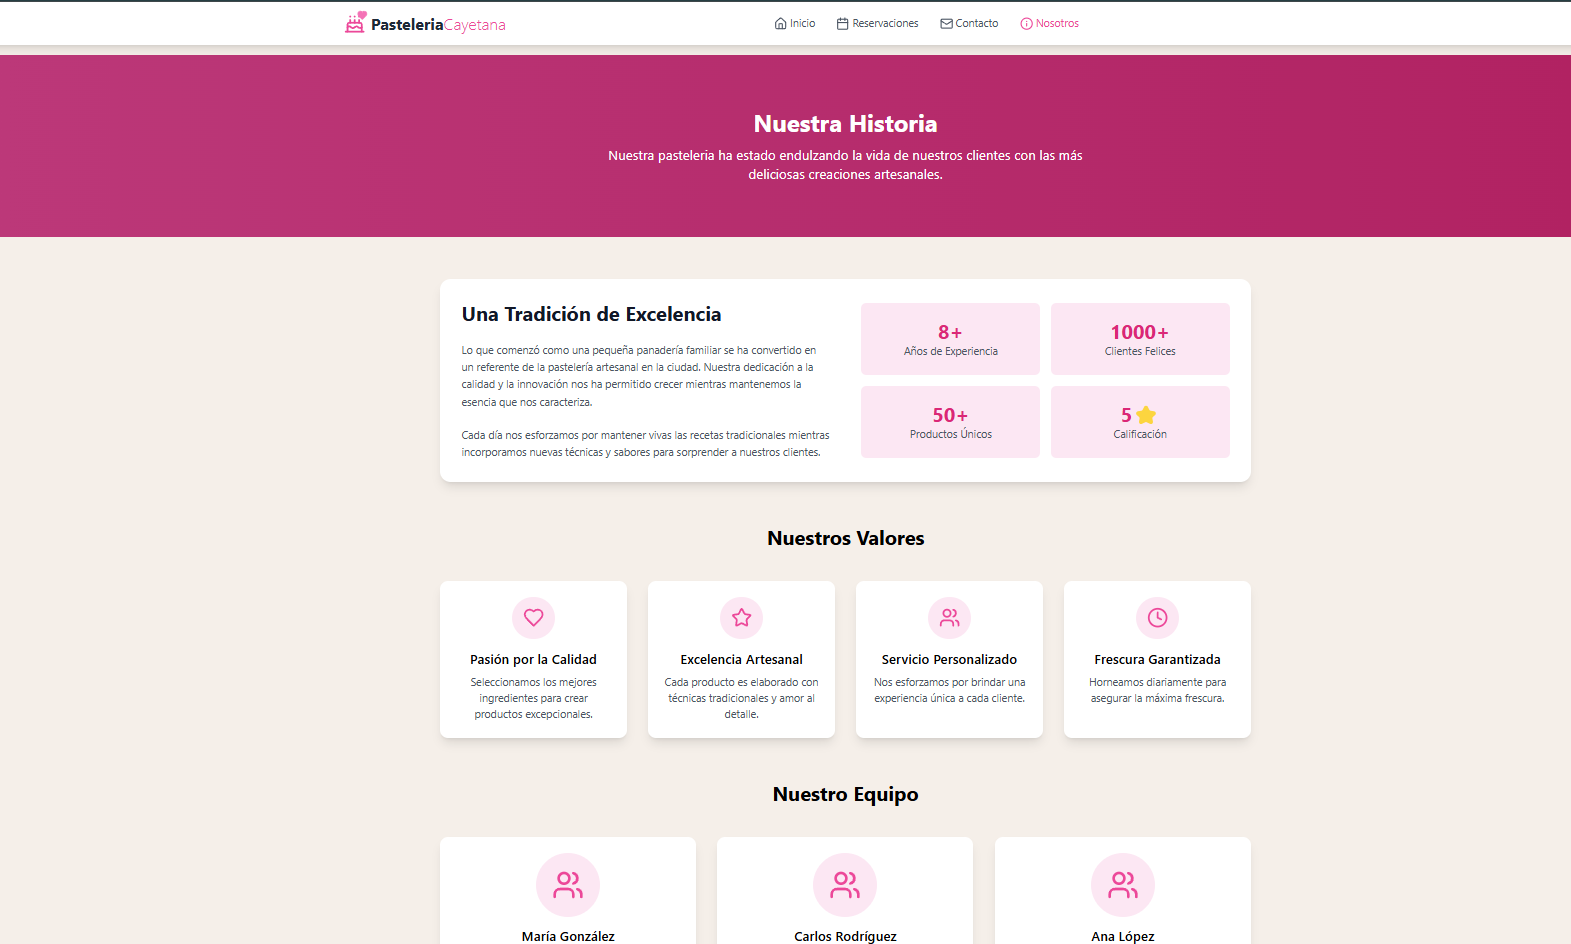 PasteleriaCayetana
Inicio
Reservaciones
Contacto
Nosotros
Nuestra Historia
Nuestra pasteleria ha estado endulzando la vida de nuestros clientes con las más
deliciosas creaciones artesanales.
Una Tradición de Excelencia
Lo que comenzó como una pequeña panadería familiar se ha convertido en
un referente de la pastelería artesanal en la ciudad. Nuestra dedicación a la
calidad y la innovación nos ha permitido crecer mientras mantenemos la
esencia que nos caracteriza.
Cada día nos esforzamos por mantener vivas las recetas tradicionales mientras
incorporamos nuevas técnicas y sabores para sorprender a nuestros clientes.
8+
Años de Experiencia
1000+
Clientes Felices
50+
Productos Únicos
5
Calificación
Nuestros Valores
Pasión por la Calidad
Seleccionamos los mejores
ingredientes para crear
productos excepcionales.
Excelencia Artesanal
Cada producto es elaborado con
técnicas tradicionales y amor al
detalle.
Servicio Personalizado
Nos esforzamos por brindar una
experiencia única a cada cliente.
Frescura Garantizada
Horneamos diariamente para
asegurar la máxima frescura.
Nuestro Equipo
María González
Carlos Rodríguez
Ana López